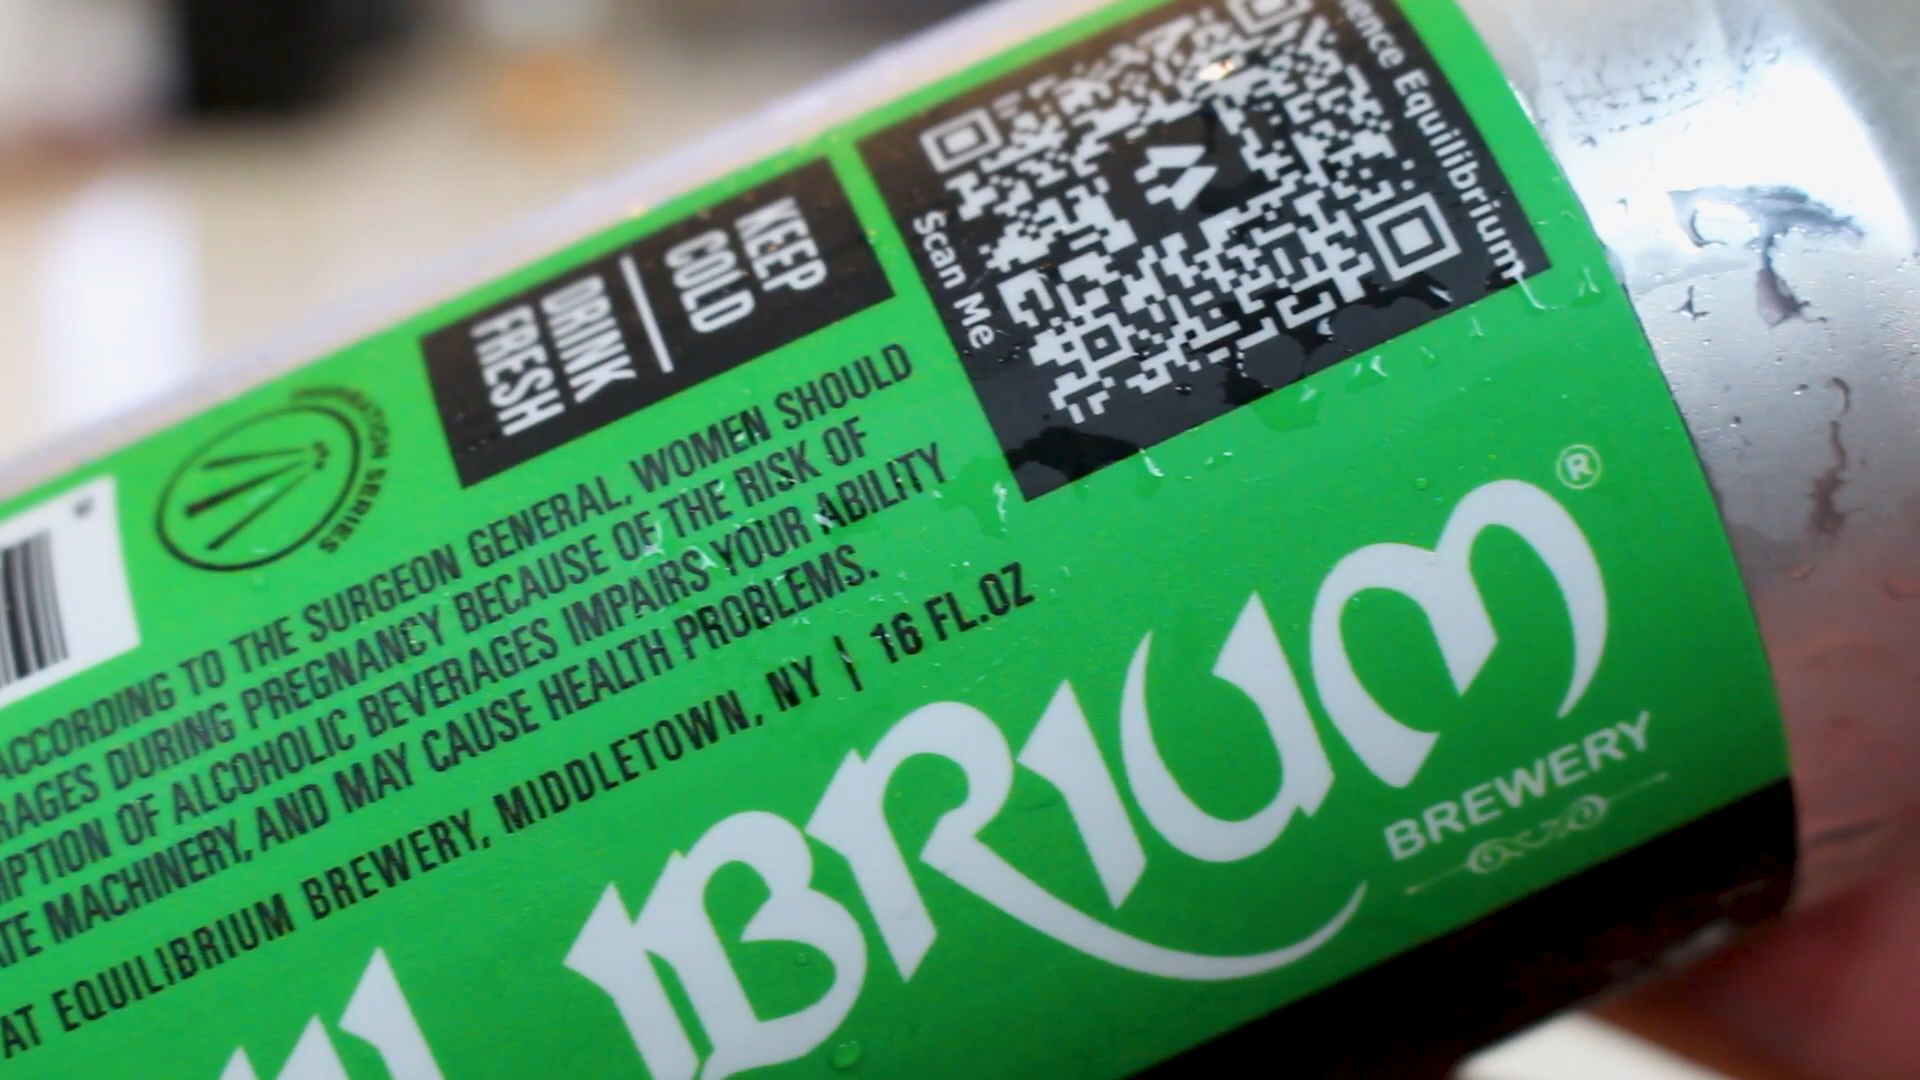 ence Equilibrium
Scan Me
KEEP
COLD
DRINK
FRESH
SERIES
ACCORDING TO THE SURGEON GENERAL, WOMEN SHOULD
RAGES DURING PREGNANCY BECAUSE OF THE RISK OF
MPTION OF ALCOHOLIC BEVERAGES IMPAIRS YOUR ABILITY
TE MACHINERY, AND MAY CAUSE HEALTH PROBLEMS.
AT EQUILIBRIUM BREWERY, MIDDLETOWN, NY | 16 FL.OZ
IBRIUM®
BREWERY